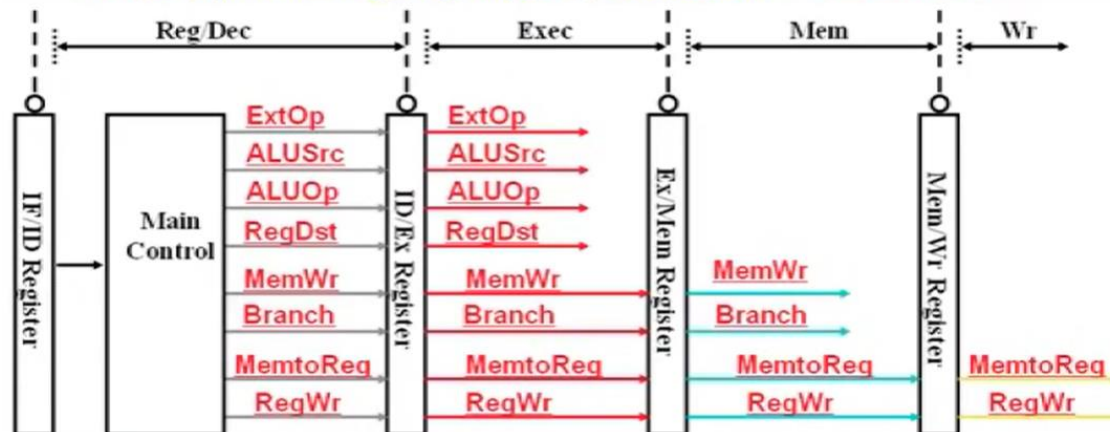 Reg/Dec Exec Mem Wr
ExtOp ExtOp
ALUSrc ALUSrc
ALUOp ALUOp
RegDst RegDst
MemWr MemWr MemWr
Branch Branch Branch
MemtoReg MemtoReg MemtoReg MemtoReg
RegWr RegWr RegWr RegWr
IF/ID Register
Main
Control
ID/Ex Register
Ex/Mem Register
Mem/Wr Register